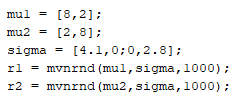 mu1 = [8,2];
mu2 = [2,8];
sigma = [4.1,0;0,2.8];
r1 = mvnrnd(mu1,sigma,1000);
r2 = mvnrnd(mu2,sigma,1000);